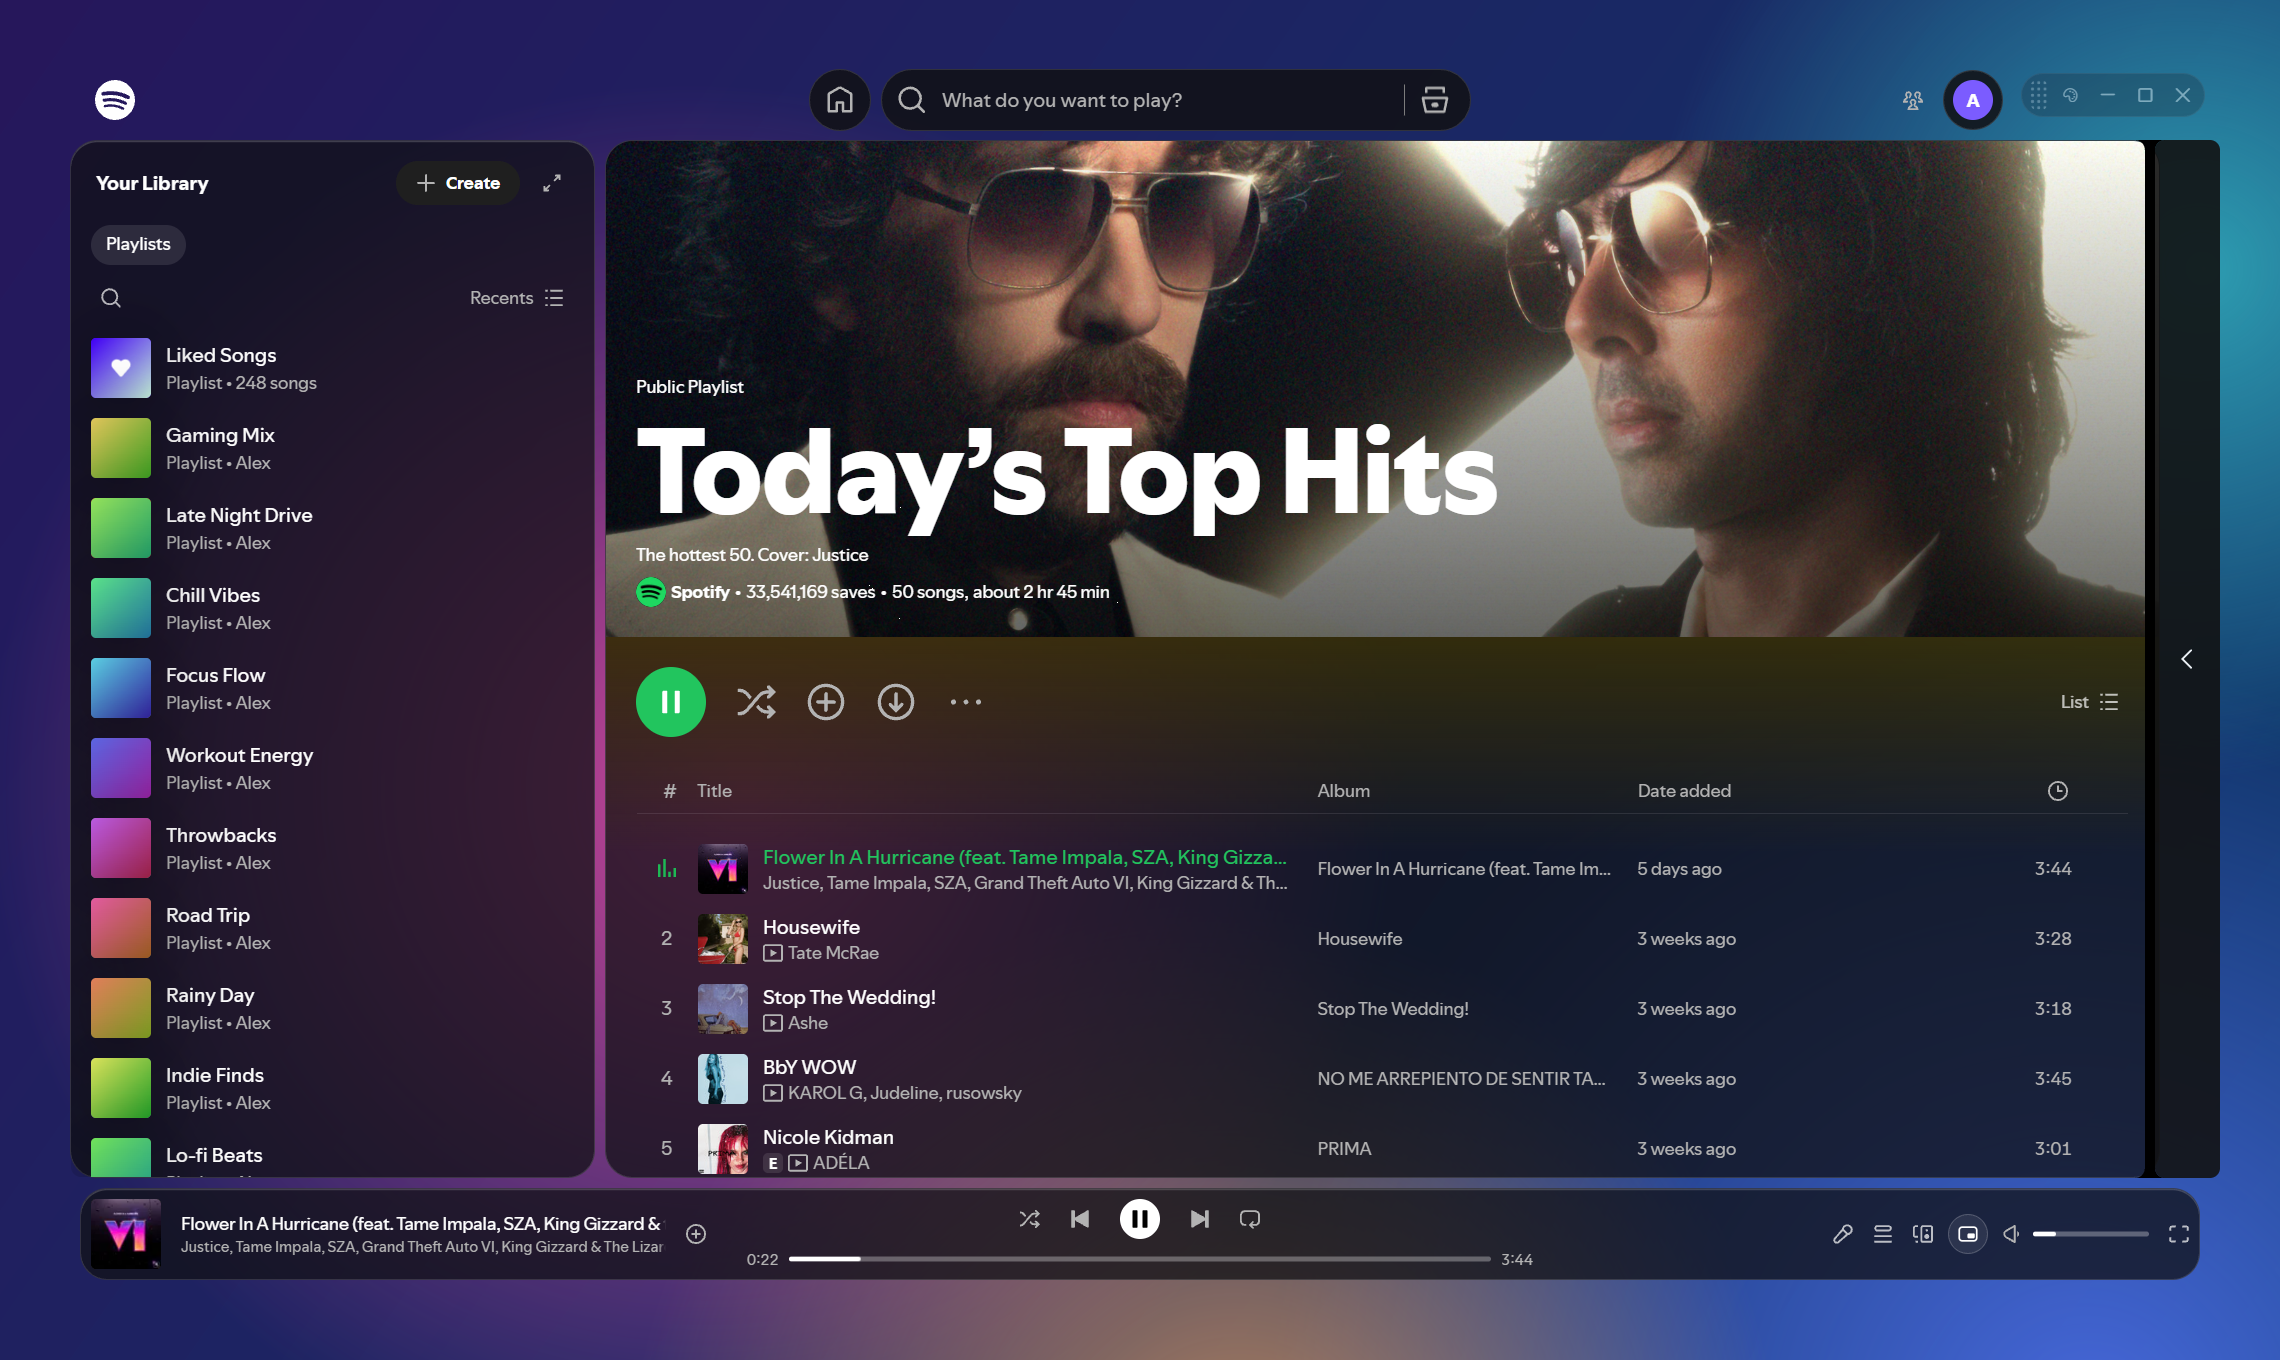 What do you want to play?
A
Your Library
Create
Playlists
Recents
Liked Songs
Playlist • 248 songs
Gaming Mix
Playlist • Alex
Late Night Drive
Playlist • Alex
Chill Vibes
Playlist • Alex
Focus Flow
Playlist • Alex
Workout Energy
Playlist • Alex
Throwbacks
Playlist • Alex
Road Trip
Playlist • Alex
Rainy Day
Playlist • Alex
Indie Finds
Playlist • Alex
Lo-fi Beats
Public Playlist
Today’s Top Hits
The hottest 50. Cover: Justice
Spotify • 33,541,169 saves • 50 songs, about 2 hr 45 min
List
# Title Album Date added
VI
Flower In A Hurricane (feat. Tame Impala, SZA, King Gizza...
Justice, Tame Impala, SZA, Grand Theft Auto VI, King Gizzard & Th...
Flower In A Hurricane (feat. Tame Im... 5 days ago 3:44
2 Housewife
Tate McRae
Housewife 3 weeks ago 3:28
3 Stop The Wedding!
Ashe
Stop The Wedding! 3 weeks ago 3:18
4 BbY WOW
KAROL G, Judeline, rusowsky
NO ME ARREPIENTO DE SENTIR TA... 3 weeks ago 3:45
5 Nicole Kidman
E ADÉLA
PRIMA 3 weeks ago 3:01
VI
Flower In A Hurricane (feat. Tame Impala, SZA, King Gizzard &
Justice, Tame Impala, SZA, Grand Theft Auto VI, King Gizzard & The Lizar
0:22 3:44